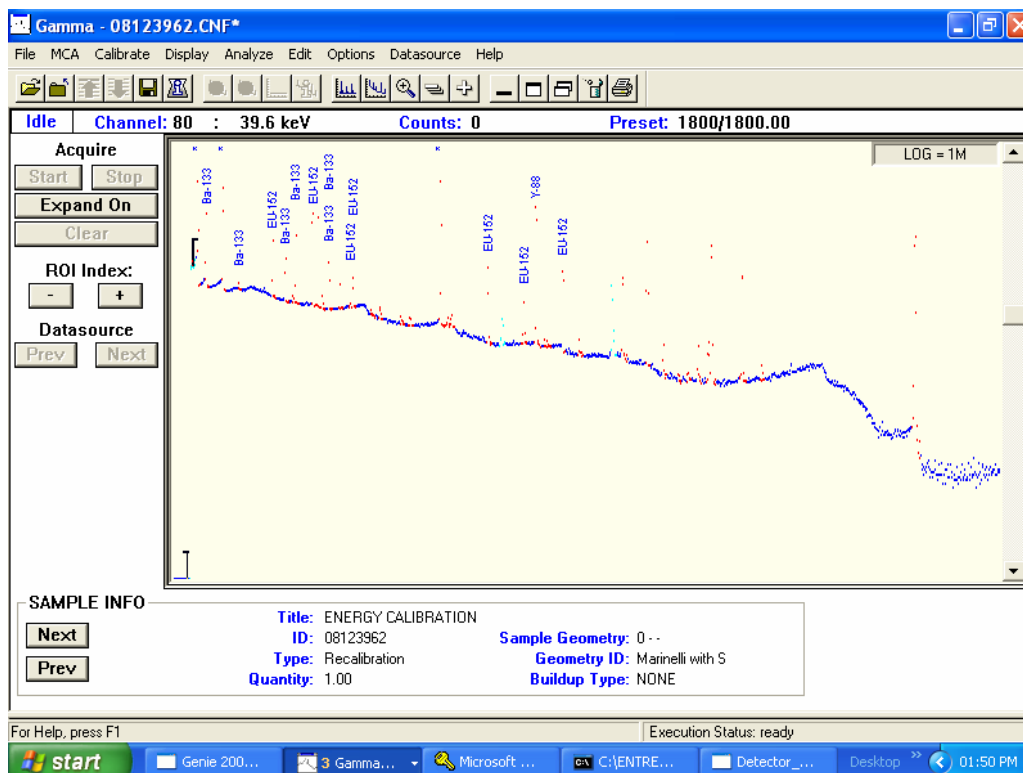 Gamma - 08123962.CNF*
File MCA Calibrate Display Analyze Edit Options Datasource Help
Idle Channel: 80 : 39.6 keV Counts: 0 Preset: 1800/1800.00
Acquire
Start Stop
Expand On
Clear
ROI Index:
- +
Datasource
Prev Next
LOG = 1M
* * *
Ba-133
Ba-133
EU-152
Ba-133
Ba-133
EU-152
Ba-133
Ba-133
EU-152
EU-152
EU-152
EU-152
Y-88
EU-152
SAMPLE INFO
Next
Prev
Title: ENERGY CALIBRATION
ID: 08123962 Sample Geometry: 0 - -
Type: Recalibration Geometry ID: Marinelli with S
Quantity: 1.00 Buildup Type: NONE
For Help, press F1 Execution Status: ready
start Genie 200... 3 Gamma... Microsoft ... C:\ENTRE... Detector_... Desktop » 01:50 PM